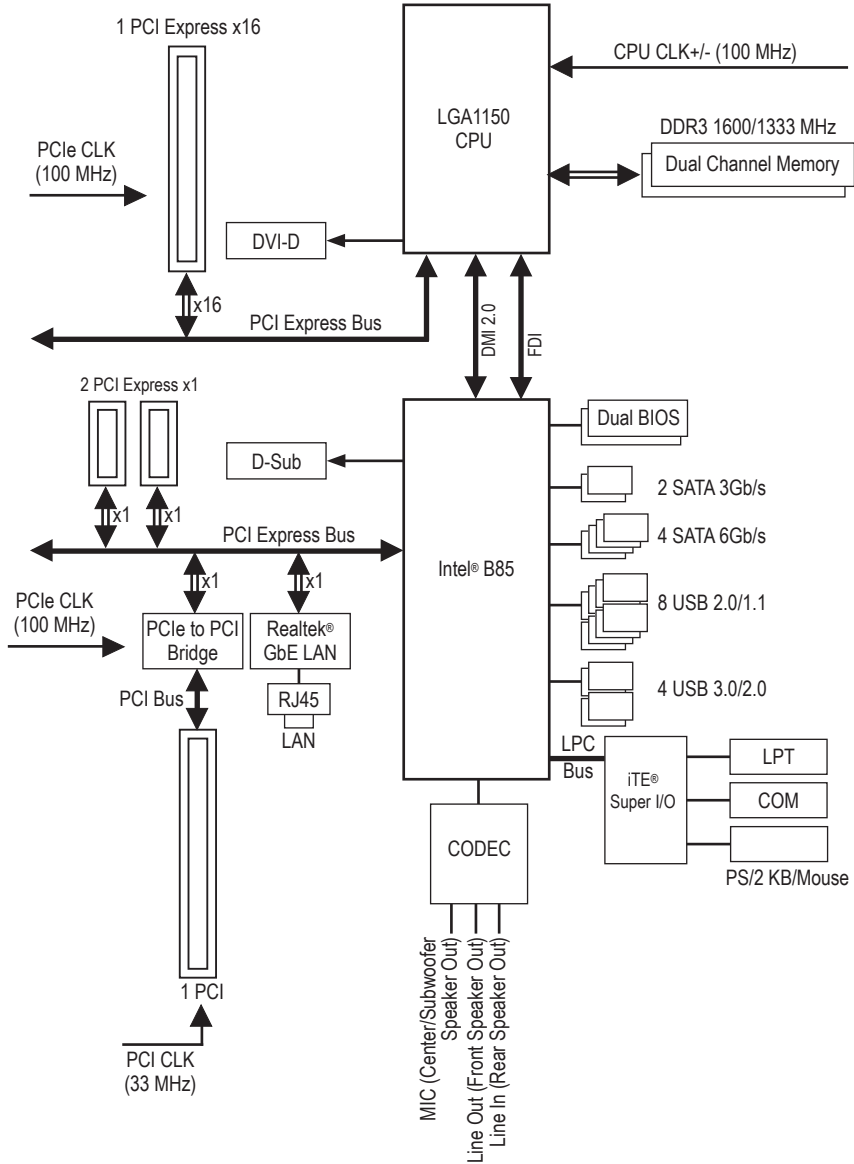 1 PCI Express x16
CPU CLK+/- (100 MHz)
LGA1150
CPU
DDR3 1600/1333 MHz
Dual Channel Memory
PCIe CLK
(100 MHz)
DVI-D
x16
PCI Express Bus
DMI 2.0
FDI
2 PCI Express x1
Dual BIOS
D-Sub
2 SATA 3Gb/s
x1
x1
PCI Express Bus
4 SATA 6Gb/s
Intel® B85
x1
x1
8 USB 2.0/1.1
PCIe CLK
(100 MHz)
PCIe to PCI
Bridge
Realtek®
GbE LAN
PCI Bus
RJ45
LAN
4 USB 3.0/2.0
LPC
Bus
iTE®
Super I/O
LPT
COM
PS/2 KB/Mouse
CODEC
MIC (Center/Subwoofer
Speaker Out)
Line Out (Front Speaker Out)
Line In (Rear Speaker Out)
1 PCI
PCI CLK
(33 MHz)